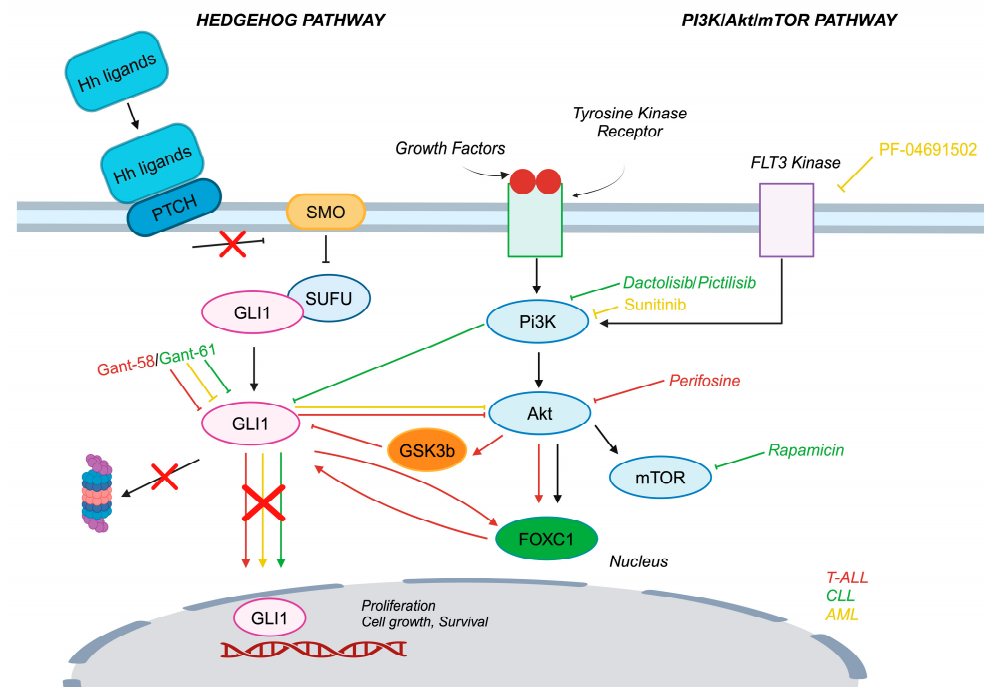 HEDGEHOG PATHWAY
PI3K/Akt/mTOR PATHWAY
Hh ligands
Hh ligands
PTCH
SMO
SUFU
GLI1
Growth Factors
Tyrosine Kinase
Receptor
FLT3 Kinase
PF-04691502
Dactolisib/Pictilisib
Sunitinib
Pi3K
Gant-58/Gant-61
GLI1
Akt
Perifosine
GSK3b
mTOR
Rapamicin
FOXC1
Nucleus
GLI1
Proliferation
Cell growth, Survival
T-ALL
CLL
AML